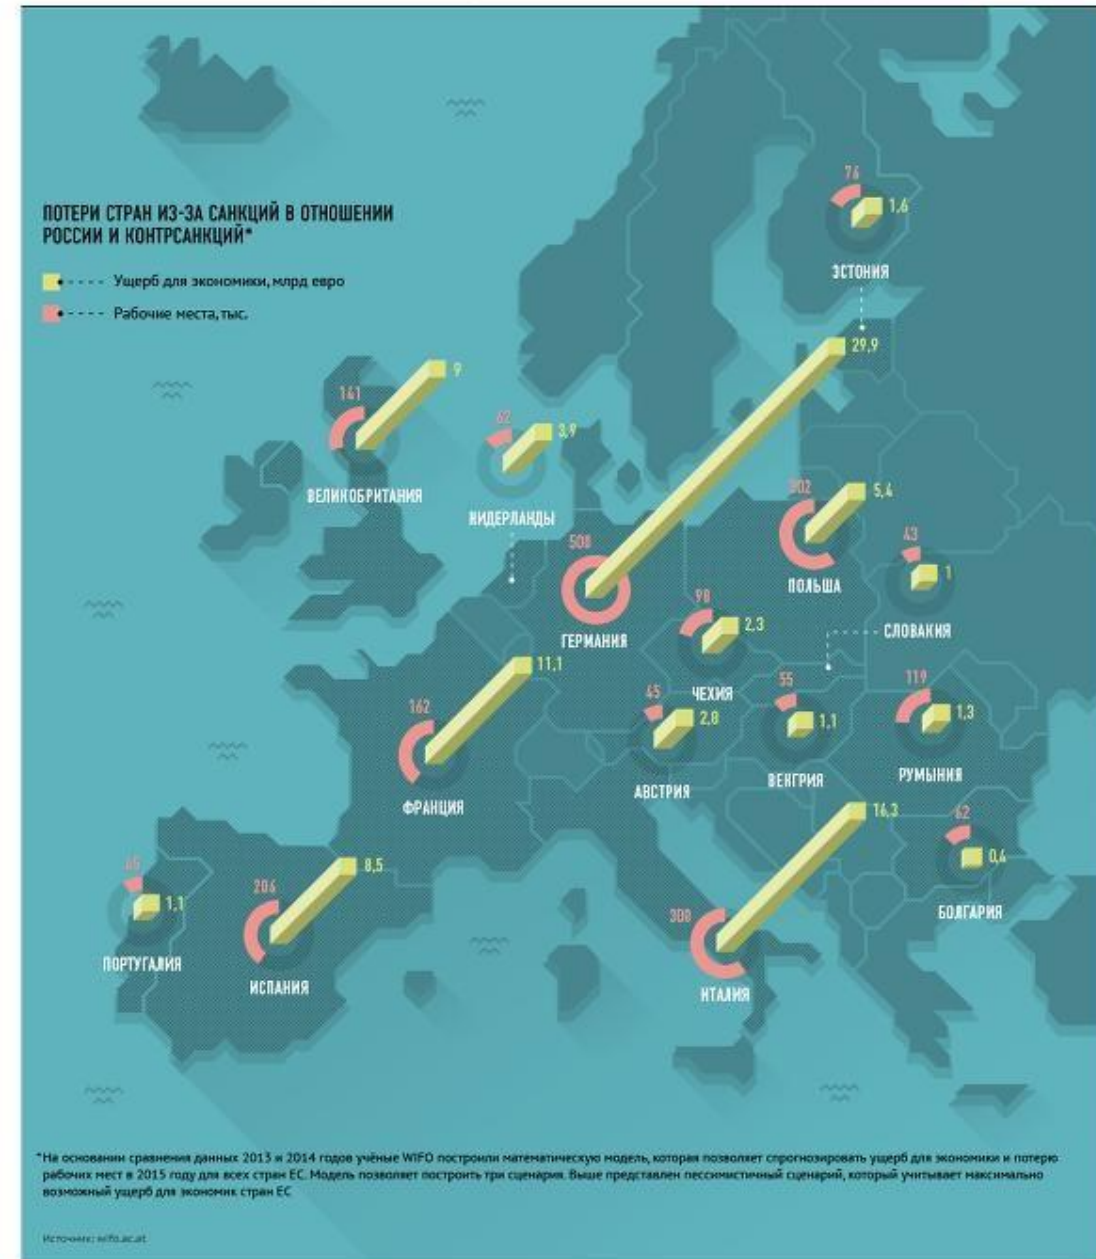 ПОТЕРИ СТРАН ИЗ-ЗА САНКЦИЙ В ОТНОШЕНИИ
РОССИИ И КОНТРСАНКЦИЙ*
Ущерб для экономики, млрд евро
Рабочие места, тыс.
76
1,6
ЭСТОНИЯ
29,9
9
141
ВЕЛИКОБРИТАНИЯ
62
3,9
НИДЕРЛАНДЫ
302
5,4
ПОЛЬША
508
ГЕРМАНИЯ
43
1
СЛОВАКИЯ
98
2,3
ЧЕХИЯ
11,1
162
ФРАНЦИЯ
45
2,8
АВСТРИЯ
55
1,1
ВЕНГРИЯ
119
1,3
РУМЫНИЯ
16,3
300
ИТАЛИЯ
62
0,4
БОЛГАРИЯ
1,1
ПОРТУГАЛИЯ
8,5
204
ИСПАНИЯ
*На основании сравнения данных 2013 и 2014 годов учёные WIFO построили математическую модель, которая позволяет спрогнозировать ущерб для экономики и потерю
рабочих мест в 2015 году для всех стран ЕС. Модель позволяет построить три сценария. Выше представлен пессимистичный сценарий, который учитывает максимально
возможный ущерб для экономик стран ЕС
Источник: wifo.ac.at